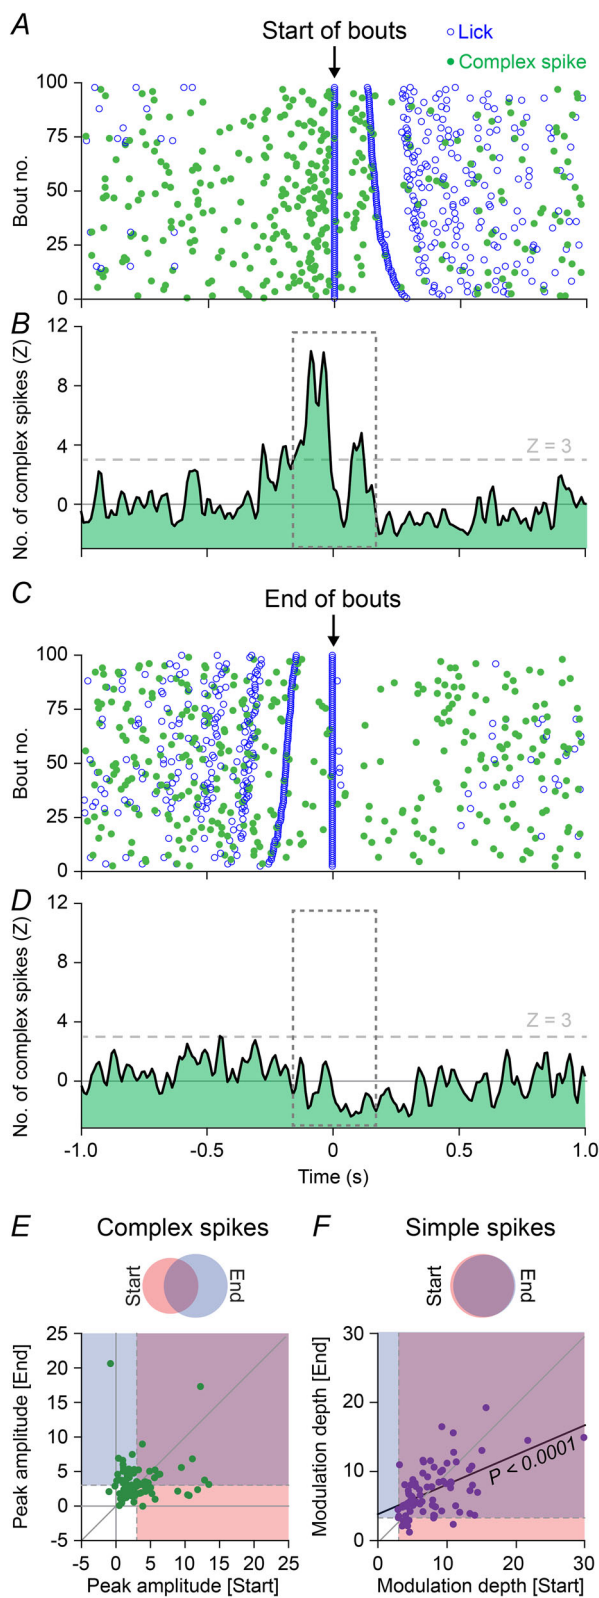 A
Start of bouts
Lick
Complex spike
Bout no.
100
75
50
25
0
B
No. of complex spikes (Z)
12
8
4
0
Z = 3
C
End of bouts
Bout no.
100
75
50
25
0
D
No. of complex spikes (Z)
12
8
4
0
Z = 3
-1.0 -0.5 0 0.5 1.0
Time (s)
E Complex spikes
Start End
Peak amplitude [End]
25
20
15
10
5
0
-5
-5 0 5 10 15 20 25
Peak amplitude [Start]
F Simple spikes
Start End
Modulation depth [End]
30
20
10
0
P < 0.0001
0 10 20 30
Modulation depth [Start]